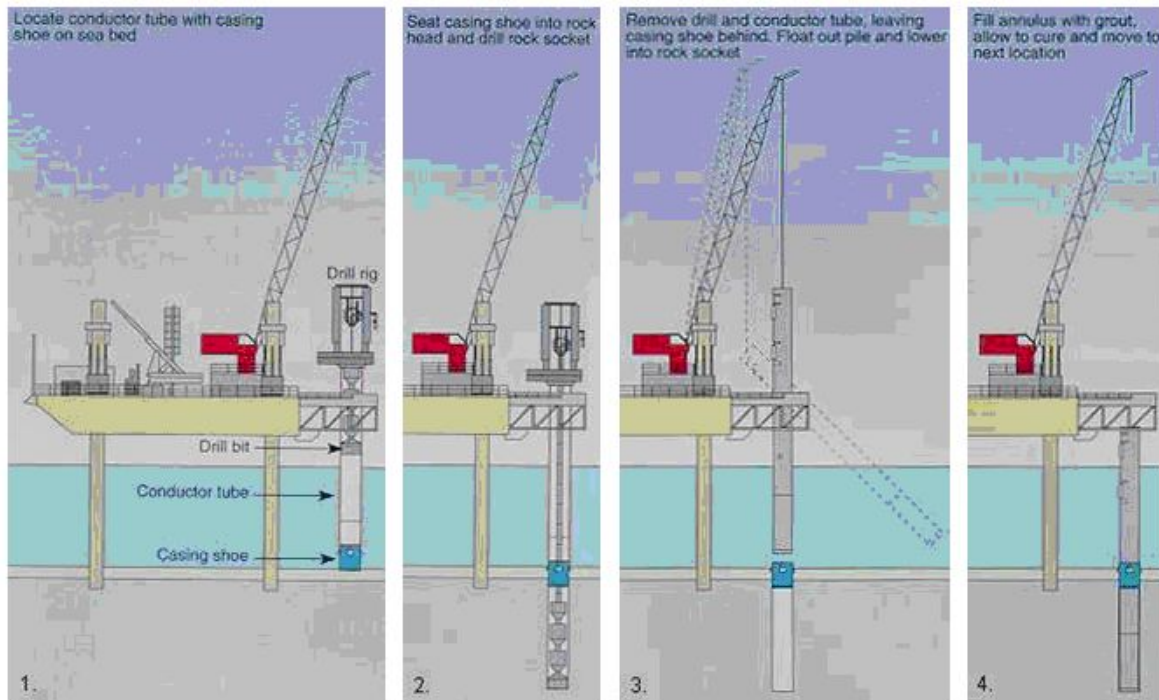 Locate conductor tube with casing
shoe on sea bed
Drill rig
Drill bit
Conductor tube
Casing shoe
1.
Seat casing shoe into rock
head and drill rock socket
2.
Remove drill and conductor tube, leaving
casing shoe behind. Float out pile and lower
into rock socket
3.
Fill annulus with grout,
allow to cure and move to
next location
4.